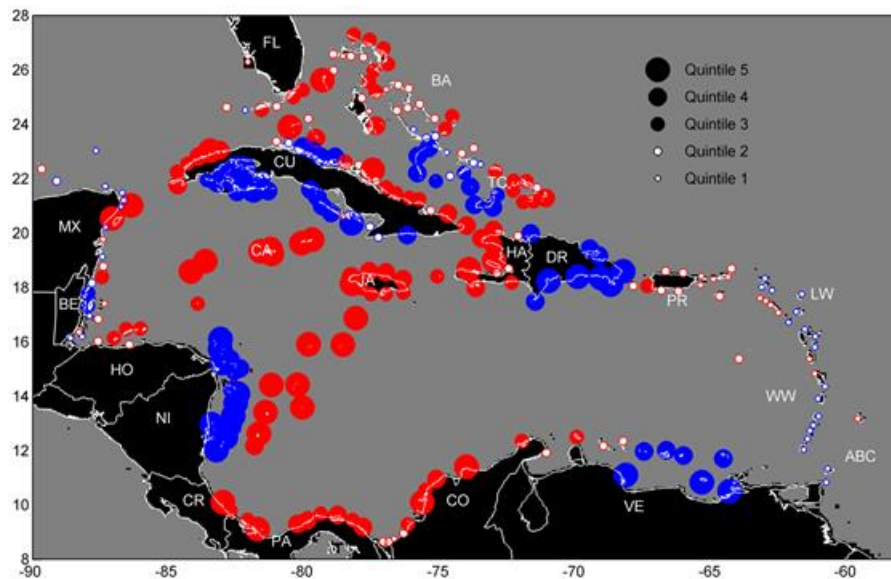 28
FL
26
BA
Quintile 5
Quintile 4
Quintile 3
Quintile 2
Quintile 1
24
CU
22
TC
20
MX
CA
HA
DR
JA
18
BE
PR
LW
16
HO
14
NI
WW
12
ABC
10
CR
CO
VE
PA
8
-90 -85 -80 -75 -70 -65 -60